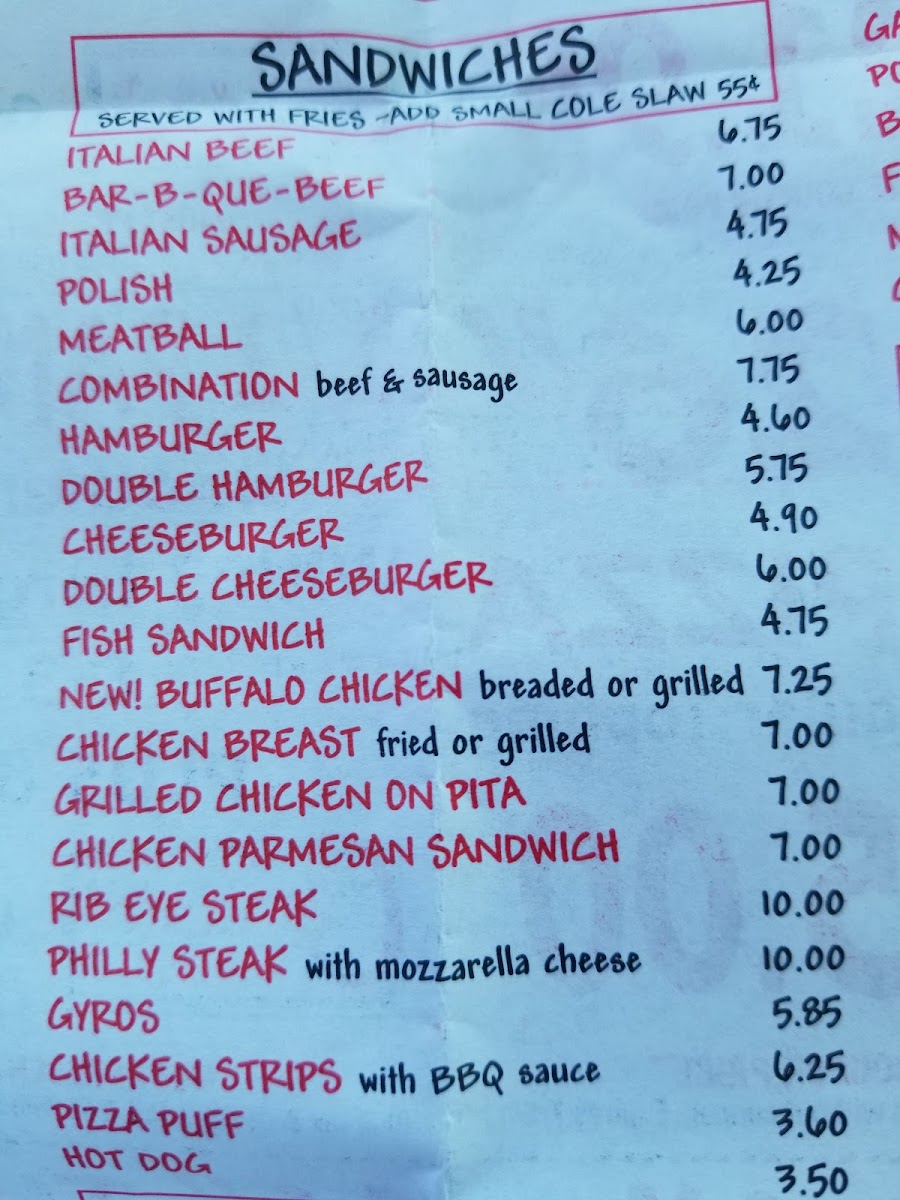 SANDWICHES
SERVED WITH FRIES -ADD SMALL COLE SLAW 55¢
ITALIAN BEEF 6.75
BAR-B-QUE-BEEF 7.00
ITALIAN SAUSAGE 4.75
POLISH 4.25
MEATBALL 6.00
COMBINATION beef & sausage 7.75
HAMBURGER 4.60
DOUBLE HAMBURGER 5.75
CHEESEBURGER 4.90
DOUBLE CHEESEBURGER 6.00
FISH SANDWICH 4.75
NEW! BUFFALO CHICKEN breaded or grilled 7.25
CHICKEN BREAST fried or grilled 7.00
GRILLED CHICKEN ON PITA 7.00
CHICKEN PARMESAN SANDWICH 7.00
RIB EYE STEAK 10.00
PHILLY STEAK with mozzarella cheese 10.00
GYROS 5.85
CHICKEN STRIPS with BBQ sauce 6.25
PIZZA PUFF 3.60
HOT DOG 3.50